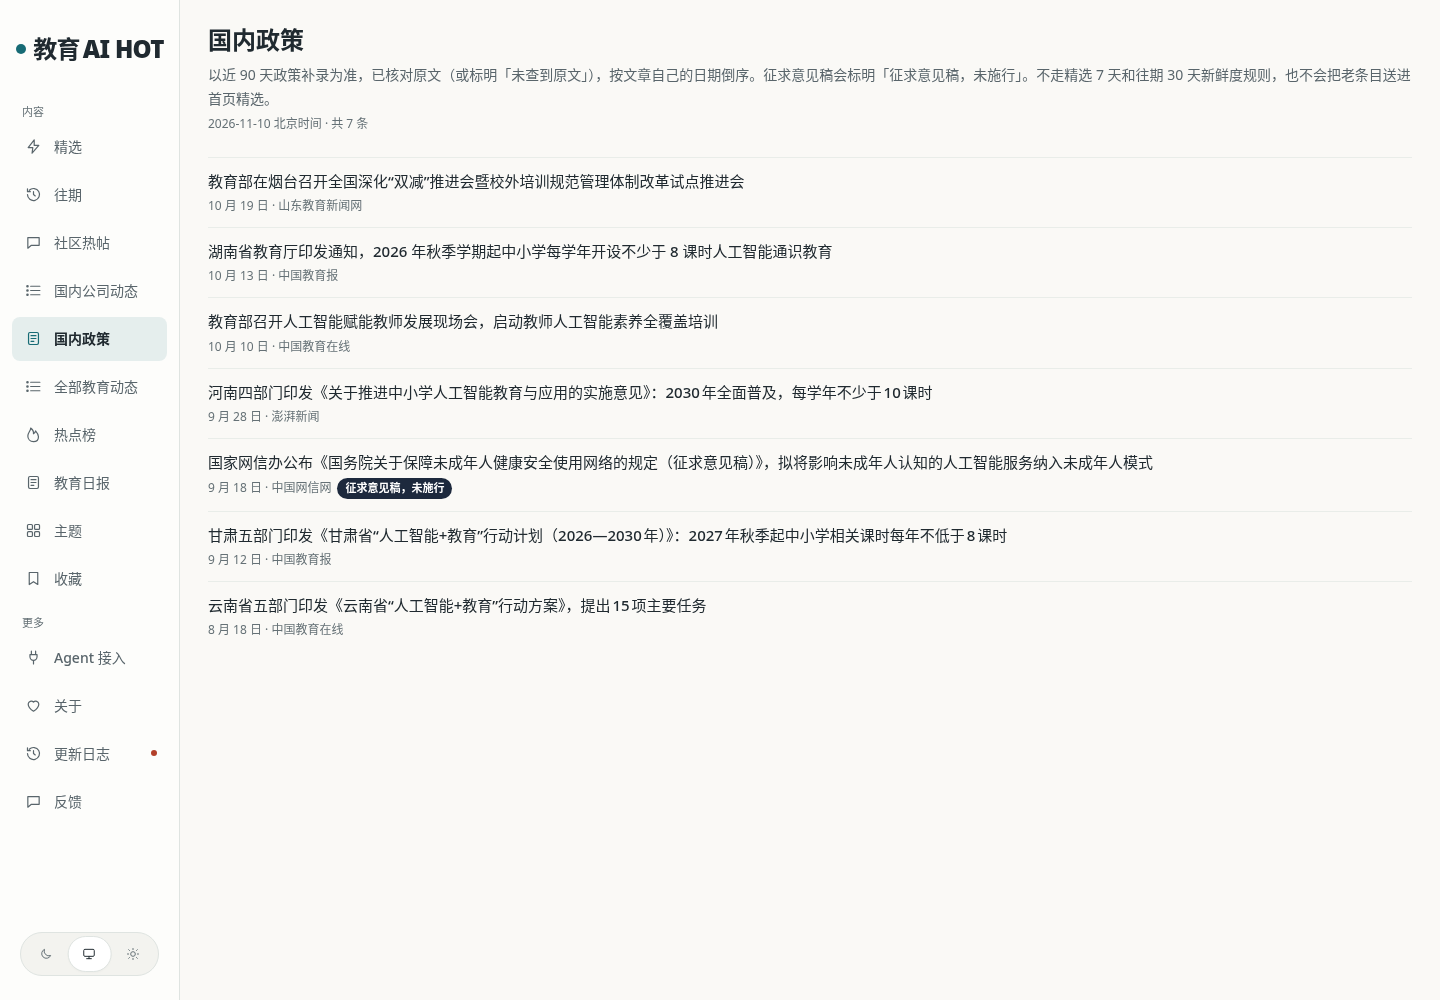 教育 AI HOT
内容
精选
往期
社区热帖
国内公司动态
国内政策
全部教育动态
热点榜
教育日报
主题
收藏
更多
Agent 接入
关于
更新日志
反馈
国内政策
以近 90 天政策补录为准，已核对原文（或标明「未查到原文」），按文章自己的日期倒序。征求意见稿会标明「征求意见稿，未施行」。不走精选 7 天和往期 30 天新鲜度规则，也不会把老条目送进
首页精选。
2026-11-10 北京时间 · 共 7 条
教育部在烟台召开全国深化“双减”推进会暨校外培训规范管理体制改革试点推进会
10 月 19 日 · 山东教育新闻网
湖南省教育厅印发通知，2026 年秋季学期起中小学每学年开设不少于 8 课时人工智能通识教育
10 月 13 日 · 中国教育报
教育部召开人工智能赋能教师发展现场会，启动教师人工智能素养全覆盖培训
10 月 10 日 · 中国教育在线
河南四部门印发《关于推进中小学人工智能教育与应用的实施意见》：2030 年全面普及，每学年不少于 10 课时
9 月 28 日 · 澎湃新闻
国家网信办公布《国务院关于保障未成年人健康安全使用网络的规定（征求意见稿）》，拟将影响未成年人认知的人工智能服务纳入未成年人模式
9 月 18 日 · 中国网信网 征求意见稿，未施行
甘肃五部门印发《甘肃省“人工智能+教育”行动计划（2026—2030 年）》：2027 年秋季起中小学相关课时每年不低于 8 课时
9 月 12 日 · 中国教育报
云南省五部门印发《云南省“人工智能+教育”行动方案》，提出 15 项主要任务
8 月 18 日 · 中国教育在线